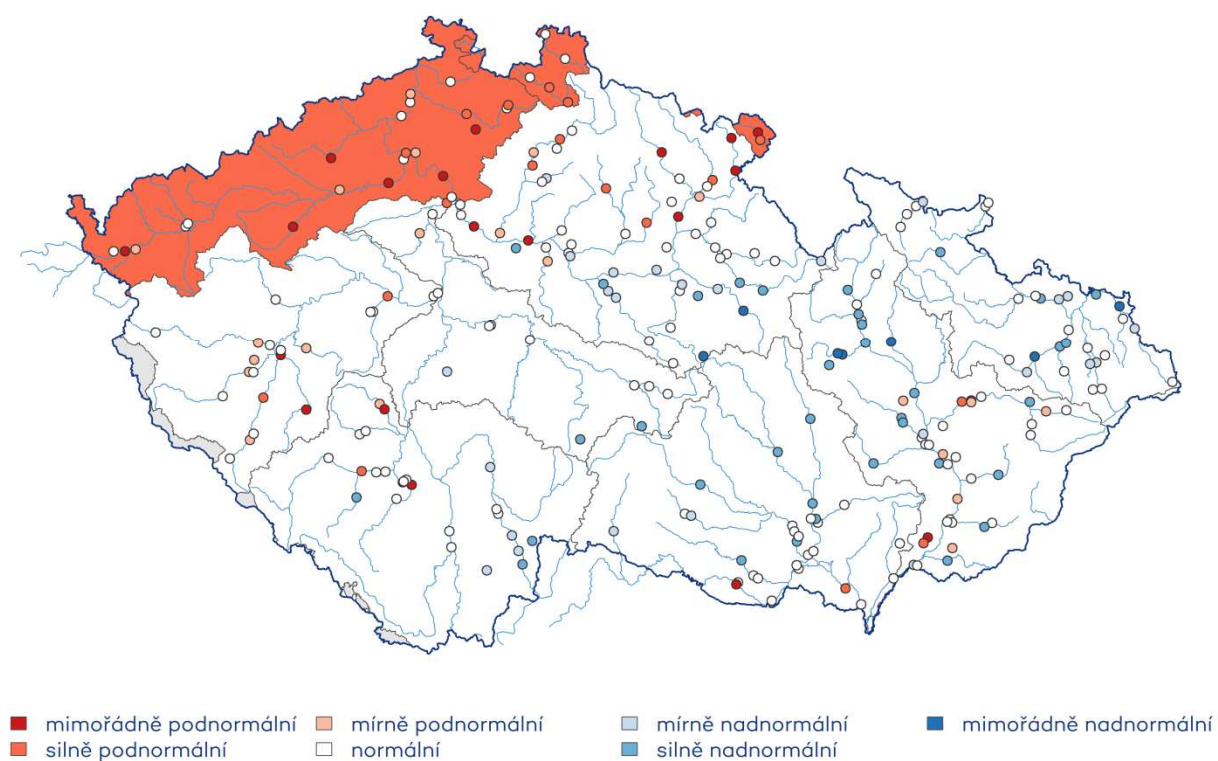 mimořádně podnormální
mírně podnormální
mírně nadnormální
mimořádně nadnormální
silně podnormální
normální
silně nadnormální